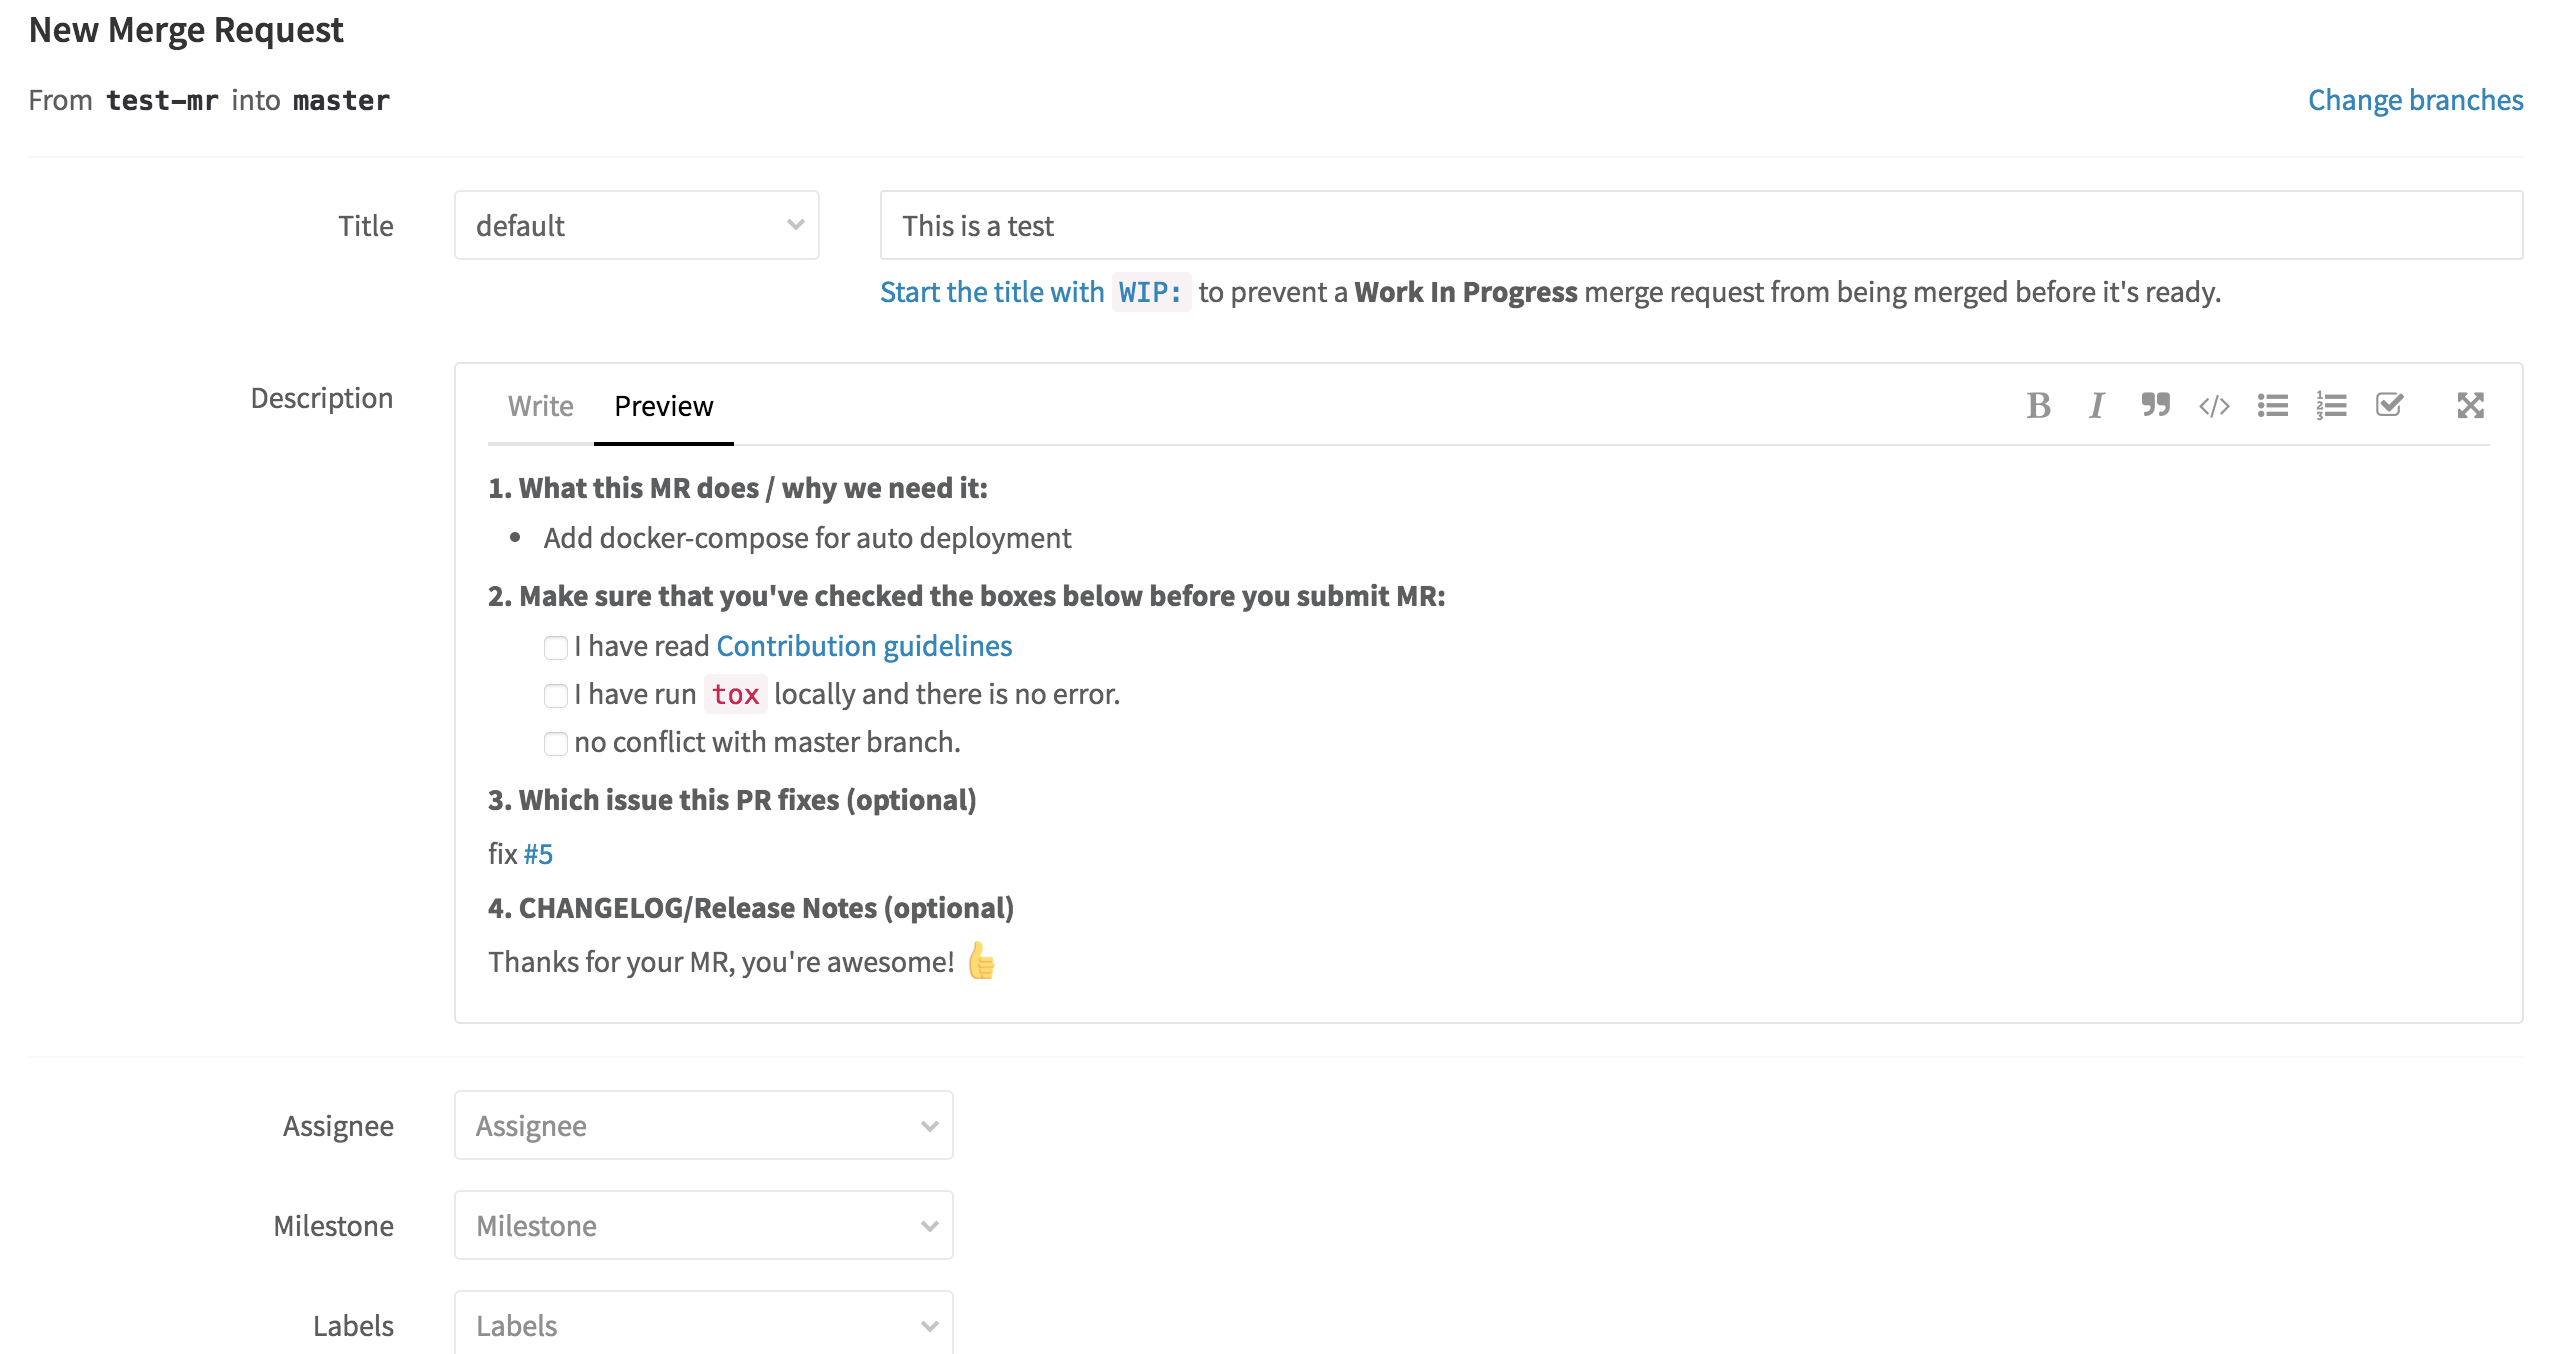 New Merge Request
From test-mr into master
Change branches
Title
default
This is a test
Start the title with WIP: to prevent a Work In Progress merge request from being merged before it's ready.
Description
Write Preview
1. What this MR does / why we need it:
• Add docker-compose for auto deployment
2. Make sure that you've checked the boxes below before you submit MR:
I have read Contribution guidelines
I have run tox locally and there is no error.
no conflict with master branch.
3. Which issue this PR fixes (optional)
fix #5
4. CHANGELOG/Release Notes (optional)
Thanks for your MR, you're awesome! 👍
Assignee
Assignee
Milestone
Milestone
Labels
Labels